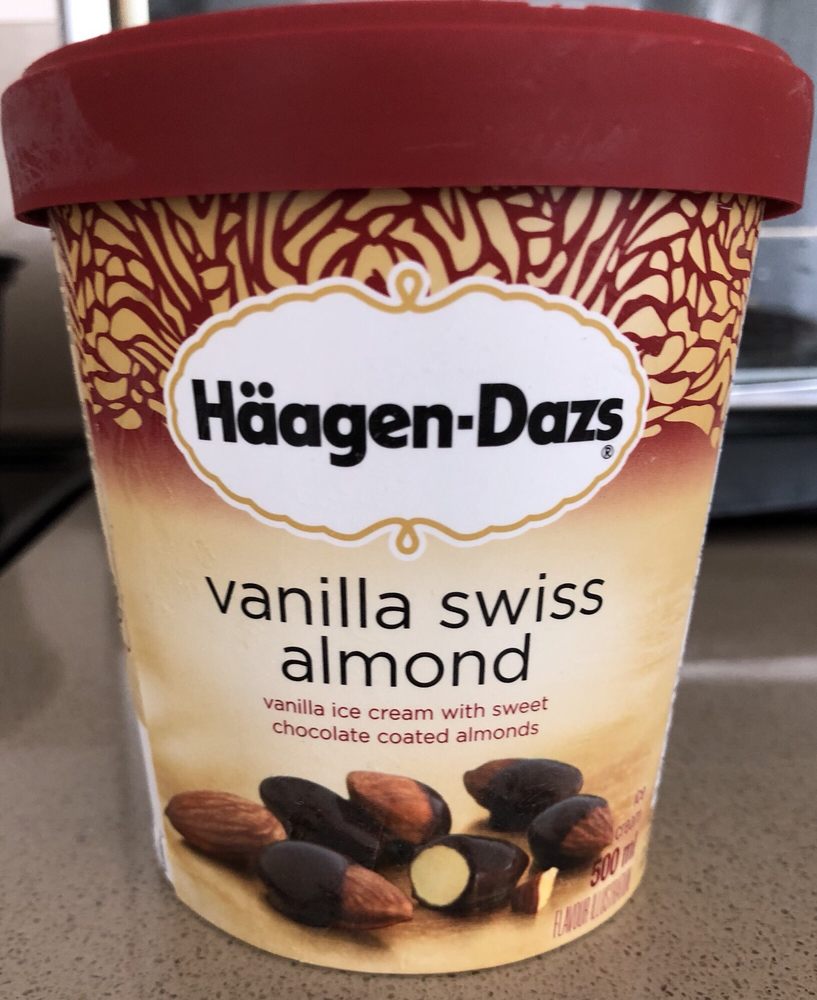 Häagen-Dazs®
vanilla swiss
almond
vanilla ice cream with sweet
chocolate coated almonds
ice
cream
500 ml
FLAVOUR ILLUSTRATION